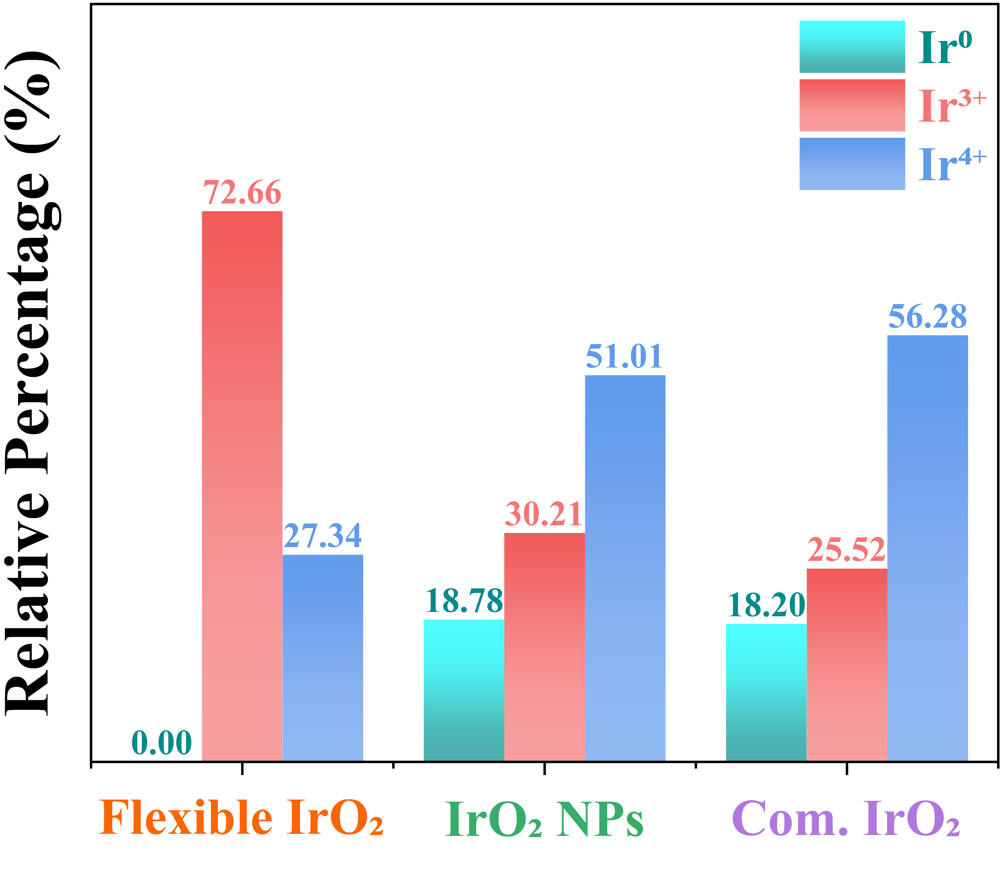 Relative Percentage (%)
Ir⁰
Ir³⁺
Ir⁴⁺
72.66
56.28
51.01
30.21
27.34
25.52
18.78
18.20
0.00
Flexible IrO₂
IrO₂ NPs
Com. IrO₂